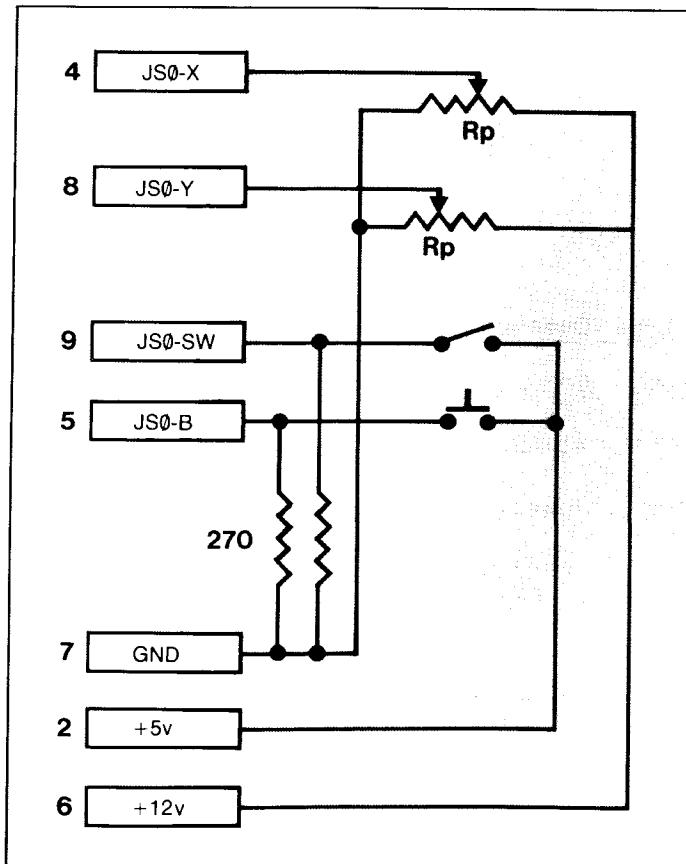 4 JSØ-X
Rp
8 JSØ-Y
Rp
9 JSØ-SW
5 JSØ-B
270
7 GND
2 +5v
6 +12v